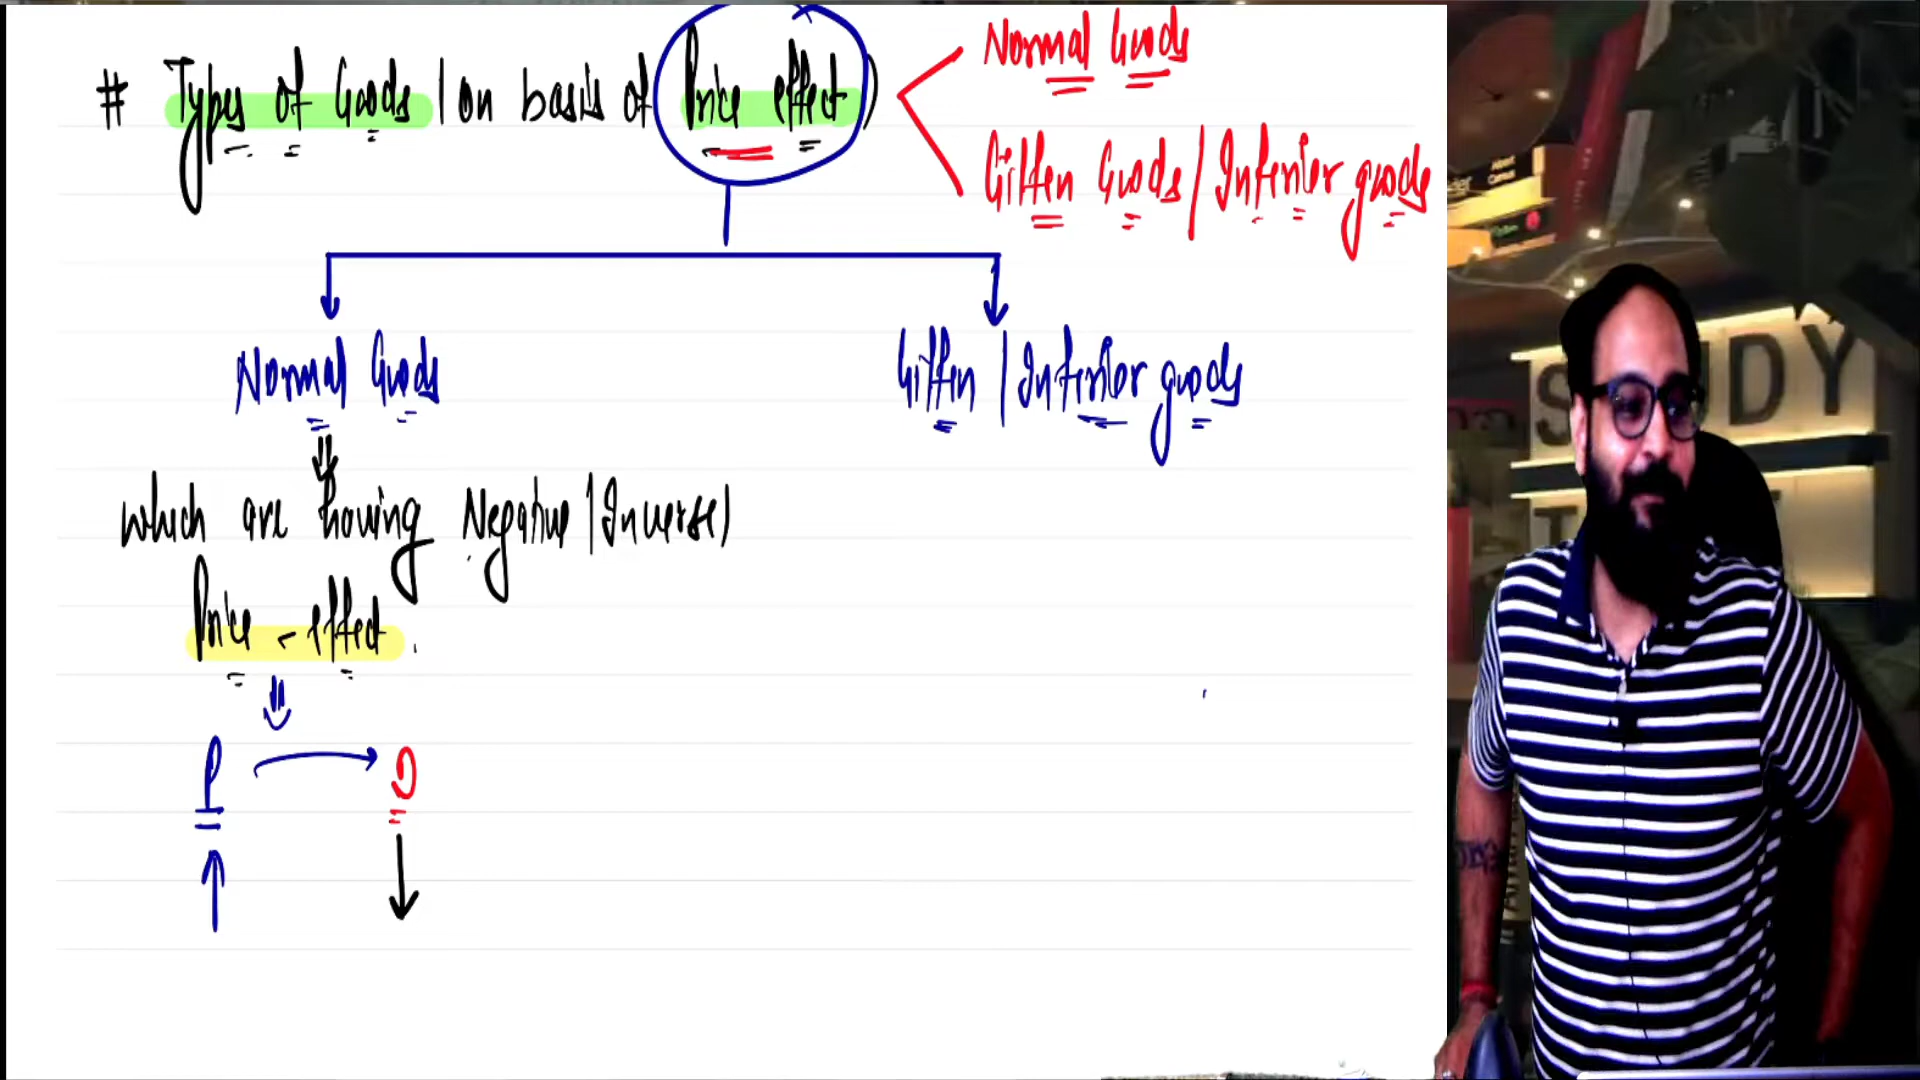 # Types of Goods (on basis of Price effect)
Normal Goods
Giffen Goods / Inferior goods
Normal Goods
Giffen / Inferior goods
which are having Negative (Inverse)
Price - effect.
P D
STUDY